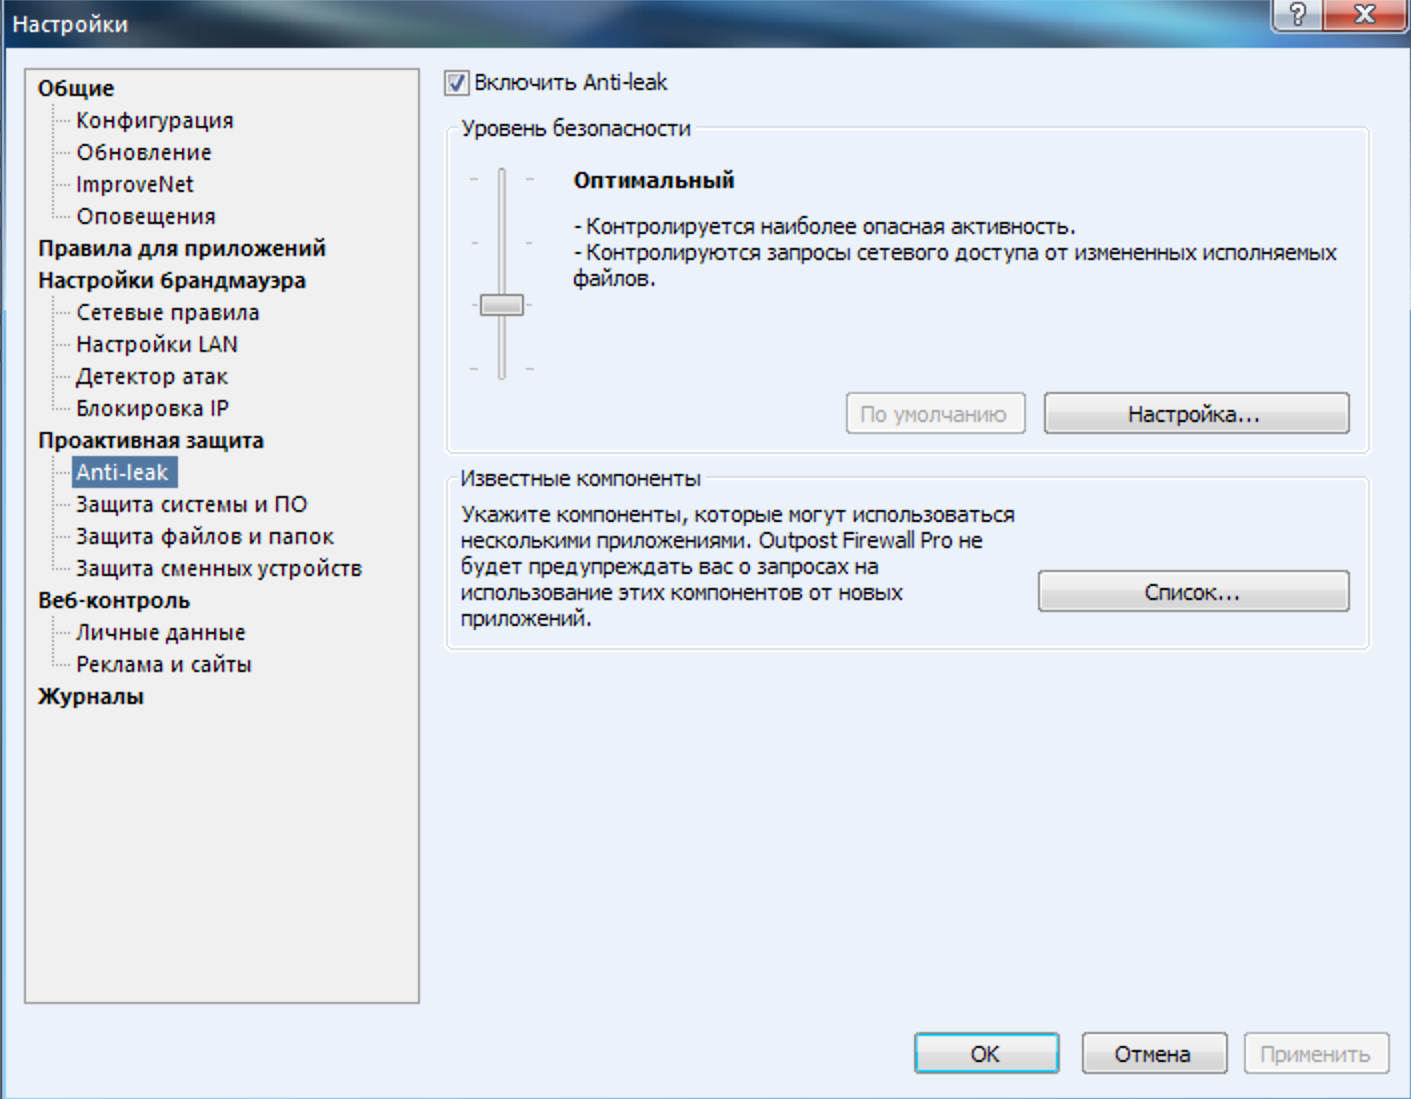 Настройки
Общие
Конфигурация
Обновление
ImproveNet
Оповещения
Правила для приложений
Настройки брандмауэра
Сетевые правила
Настройки LAN
Детектор атак
Блокировка IP
Проактивная защита
Anti-leak
Защита системы и ПО
Защита файлов и папок
Защита сменных устройств
Веб-контроль
Личные данные
Реклама и сайты
Журналы
Включить Anti-leak
Уровень безопасности
Оптимальный
- Контролируется наиболее опасная активность.
- Контролируются запросы сетевого доступа от измененных исполняемых
файлов.
По умолчанию
Настройка...
Известные компоненты
Укажите компоненты, которые могут использоваться
несколькими приложениями. Outpost Firewall Pro не
будет предупреждать вас о запросах на
использование этих компонентов от новых
приложений.
Список...
ОК
Отмена
Применить